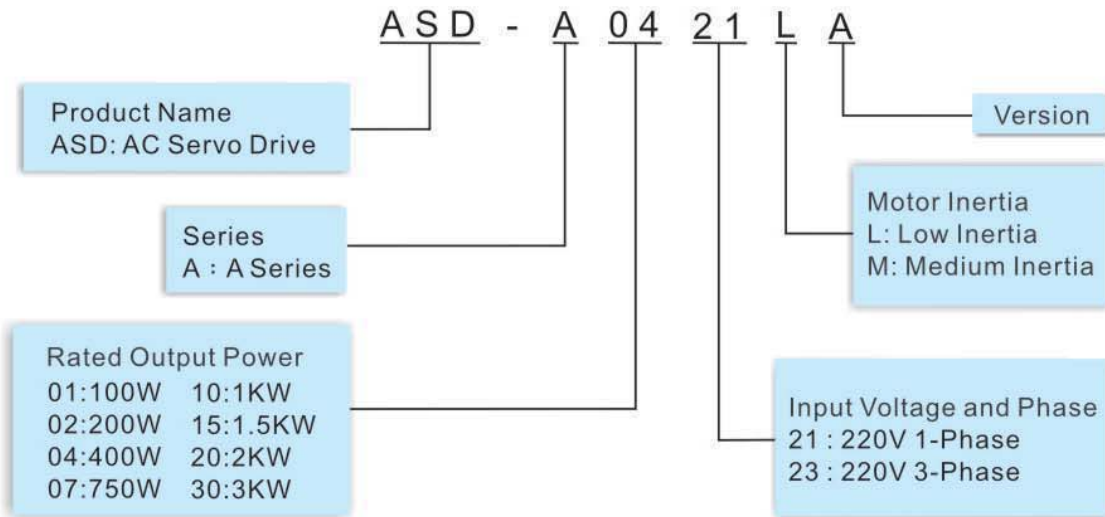 ASD - A 04 21 L A
Product Name
ASD: AC Servo Drive
Version
Series
A : A Series
Motor Inertia
L: Low Inertia
M: Medium Inertia
Rated Output Power
01:100W 10:1KW
02:200W 15:1.5KW
04:400W 20:2KW
07:750W 30:3KW
Input Voltage and Phase
21 : 220V 1-Phase
23 : 220V 3-Phase